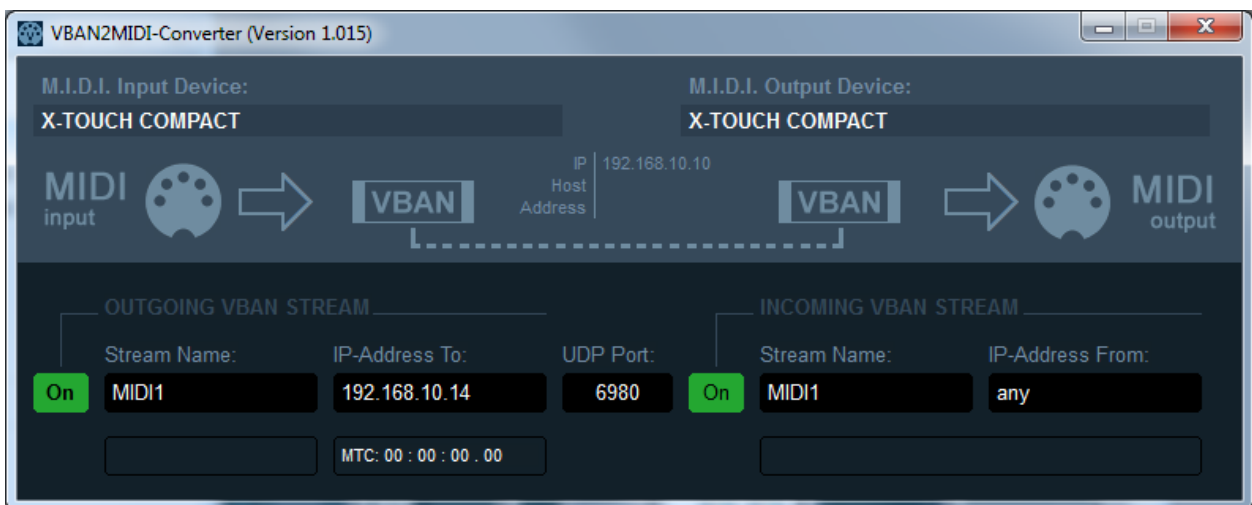 VBAN2MIDI-Converter (Version 1.015)
M.I.D.I. Input Device:
M.I.D.I. Output Device:
X-TOUCH COMPACT
X-TOUCH COMPACT
MIDI
input
VBAN
IP
Host
Address
192.168.10.10
VBAN
MIDI
output
OUTGOING VBAN STREAM
INCOMING VBAN STREAM
Stream Name:
IP-Address To:
UDP Port:
Stream Name:
IP-Address From:
On
MIDI1
192.168.10.14
6980
On
MIDI1
any
MTC: 00 : 00 : 00 . 00